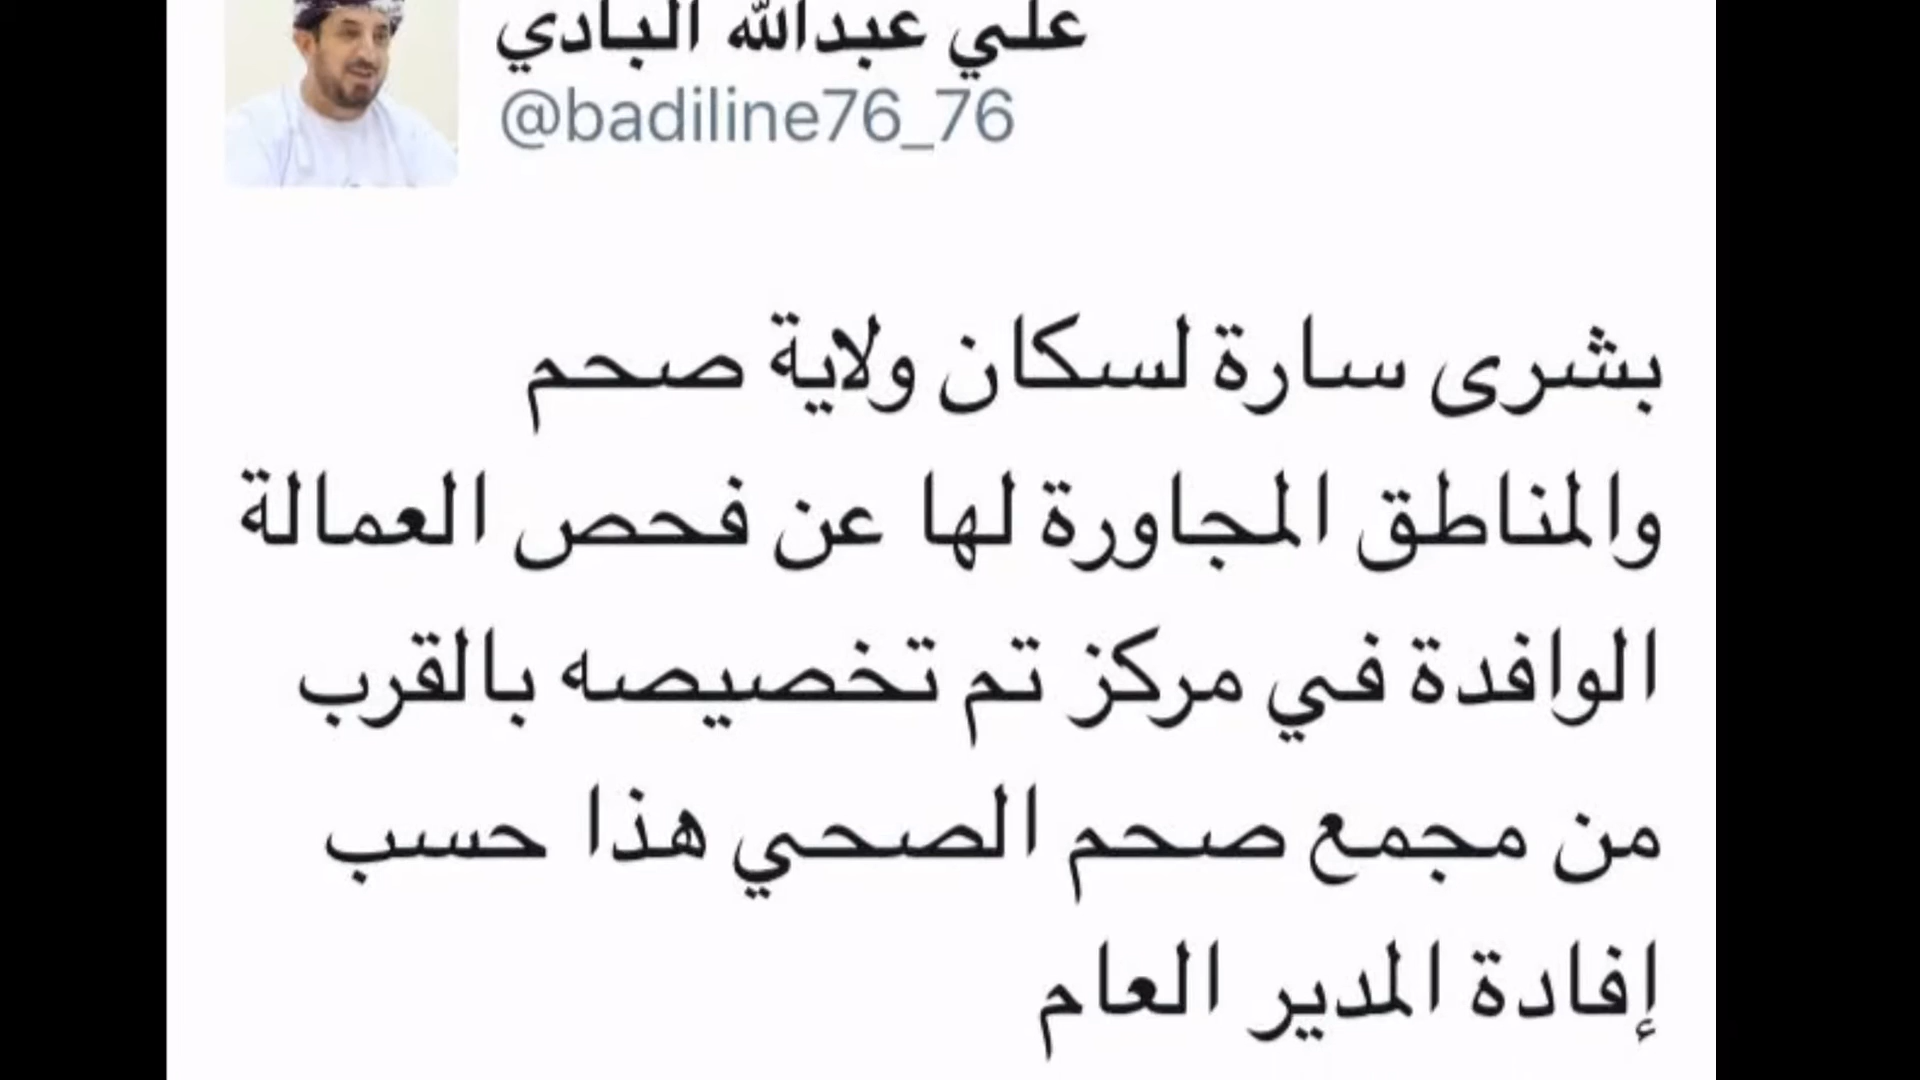 علي عبدالله البادي
@badiline76_76
بشرى سارة لسكان ولاية صحم
والمناطق المجاورة لها عن فحص العمالة
الوافدة في مركز تم تخصيصه بالقرب
من مجمع صحم الصحي هذا حسب
إفادة المدير العام